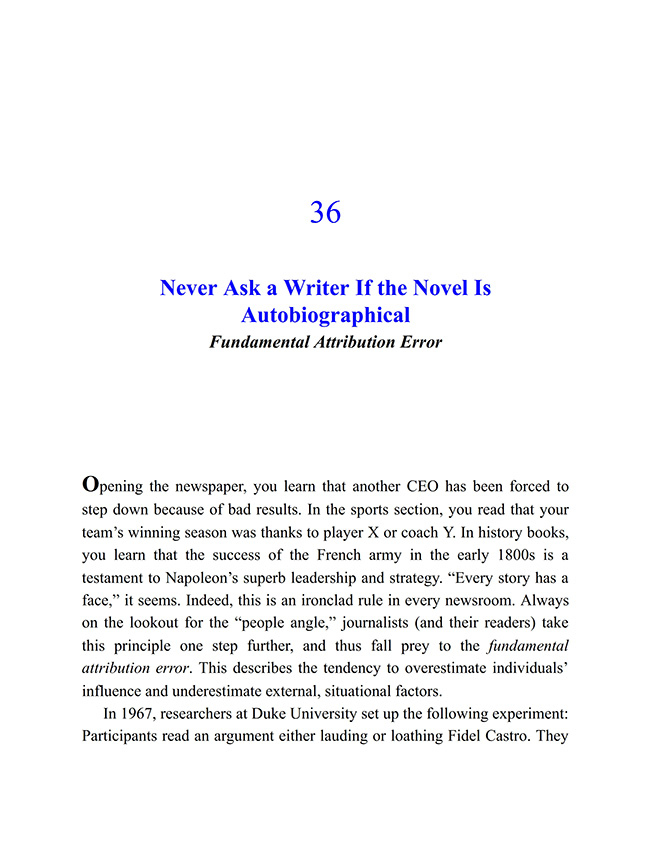 36
Never Ask a Writer If the Novel Is
Autobiographical
Fundamental Attribution Error
Opening the newspaper, you learn that another CEO has been forced to
step down because of bad results. In the sports section, you read that your
team’s winning season was thanks to player X or coach Y. In history books,
you learn that the success of the French army in the early 1800s is a
testament to Napoleon’s superb leadership and strategy. “Every story has a
face,” it seems. Indeed, this is an ironclad rule in every newsroom. Always
on the lookout for the “people angle,” journalists (and their readers) take
this principle one step further, and thus fall prey to the fundamental
attribution error. This describes the tendency to overestimate individuals’
influence and underestimate external, situational factors.
In 1967, researchers at Duke University set up the following experiment:
Participants read an argument either lauding or loathing Fidel Castro. They